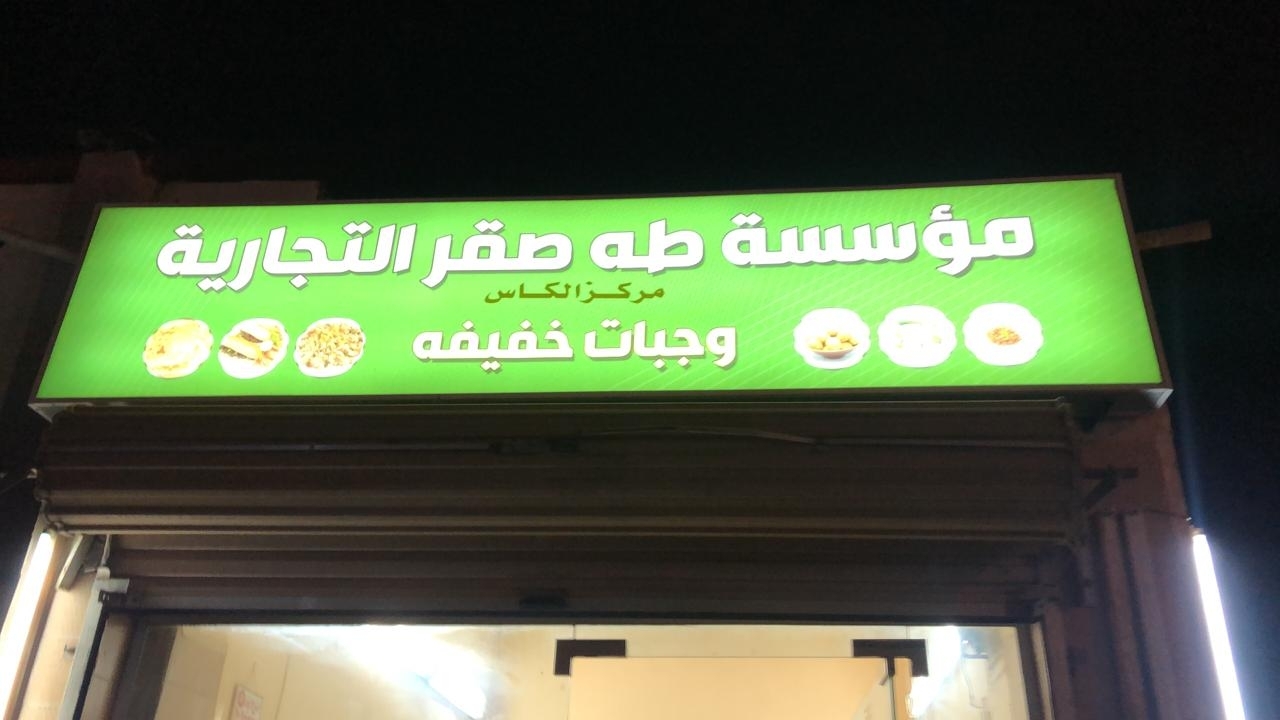 مؤسسة طه صقر التجارية
مركز الكاس
وجبات خفيفه